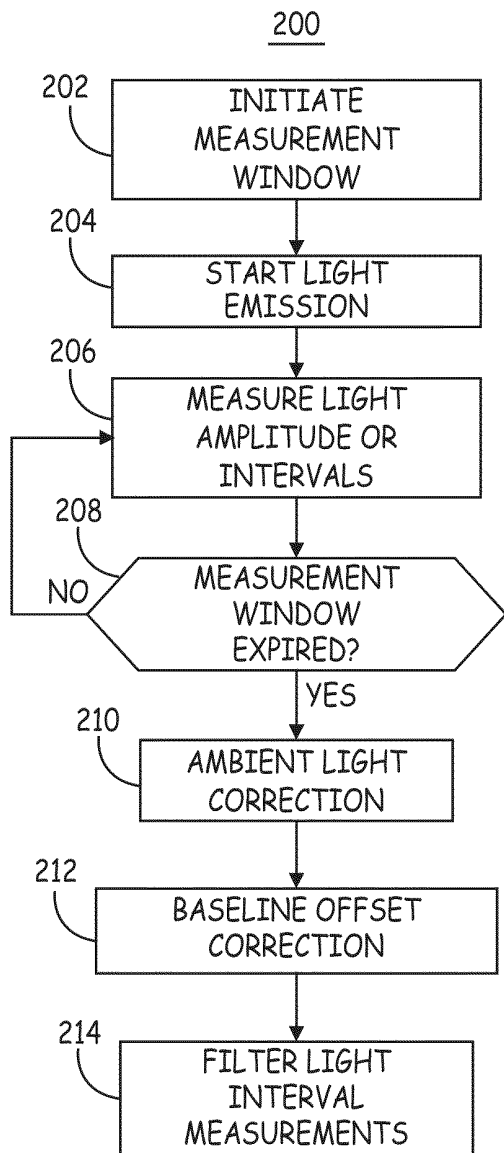 200
202
INITIATE
MEASUREMENT
WINDOW
204
START LIGHT
EMISSION
206
MEASURE LIGHT
AMPLITUDE OR
INTERVALS
208
NO
MEASUREMENT
WINDOW
EXPIRED?
YES
210
AMBIENT LIGHT
CORRECTION
212
BASELINE OFFSET
CORRECTION
214
FILTER LIGHT
INTERVAL
MEASUREMENTS